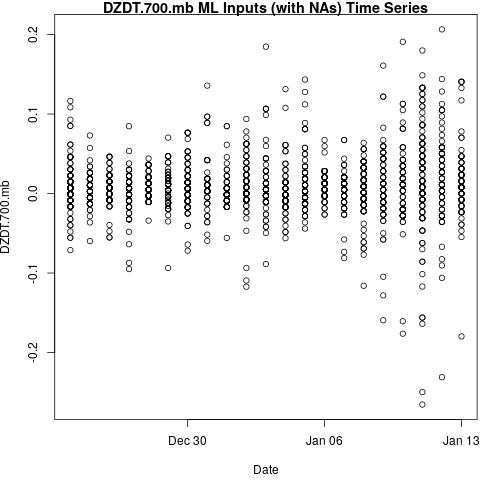 DZDT.700.mb ML Inputs (with NAs) Time Series
DZDT.700.mb
0.2
0.1
0.0
-0.1
-0.2
Dec 30
Jan 06
Jan 13
Date